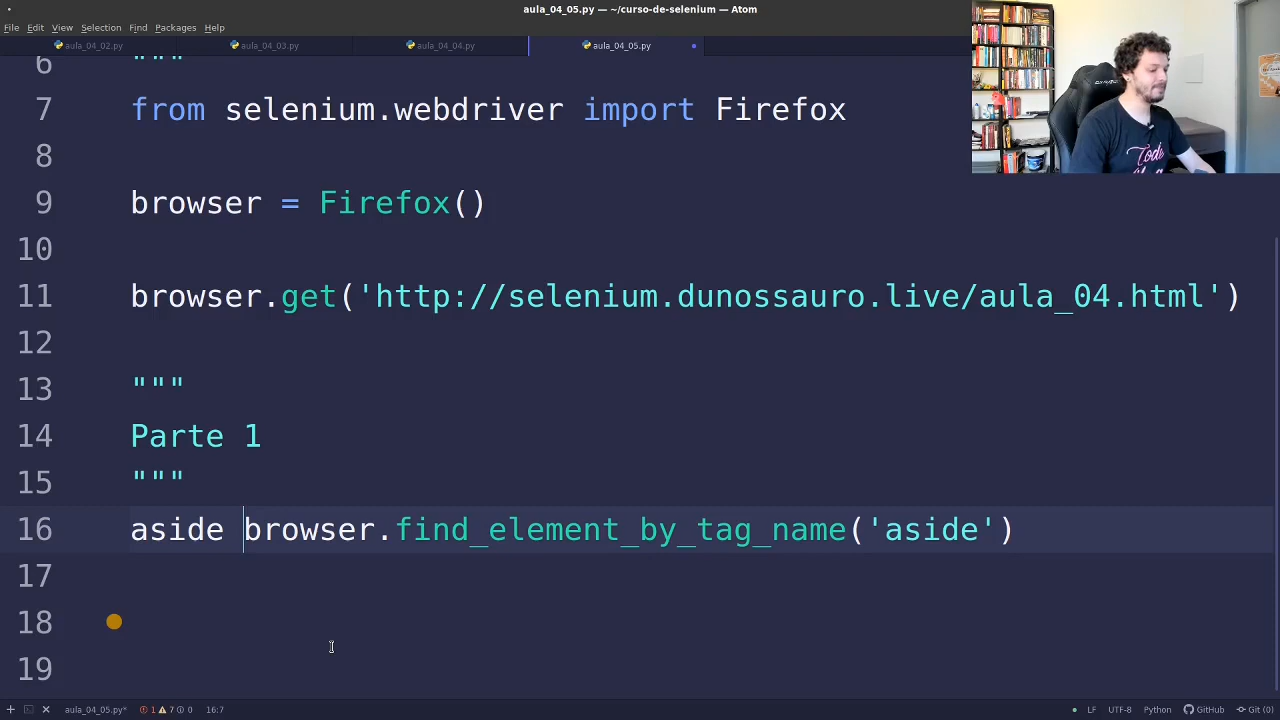 aula_04_05.py — ~/curso-de-selenium — Atom
File Edit View Selection Find Packages Help
aula_04_02.py aula_04_03.py aula_04_04.py aula_04_05.py
6 """
7 from selenium.webdriver import Firefox
8
9 browser = Firefox()
10
11 browser.get('http://selenium.dunossauro.live/aula_04.html')
12
13 """
14 Parte 1
15 """
16 aside browser.find_element_by_tag_name('aside')
17
18
19
aula_04_05.py* 1 7 0 16:7 LF UTF-8 Python GitHub Git (0)